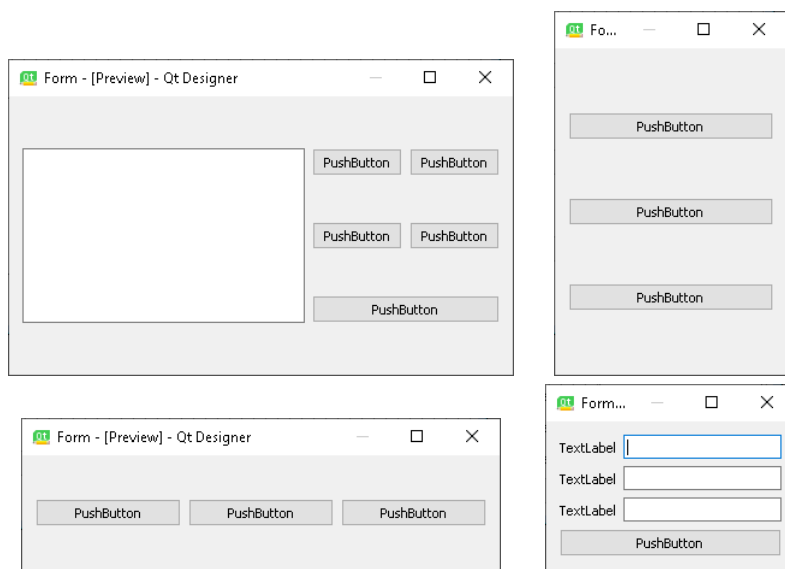 Form - [Preview] - Qt Designer
PushButton PushButton
PushButton PushButton
PushButton
Fo...
PushButton
PushButton
PushButton
Form - [Preview] - Qt Designer
PushButton PushButton PushButton
Form...
TextLabel
TextLabel
TextLabel
PushButton